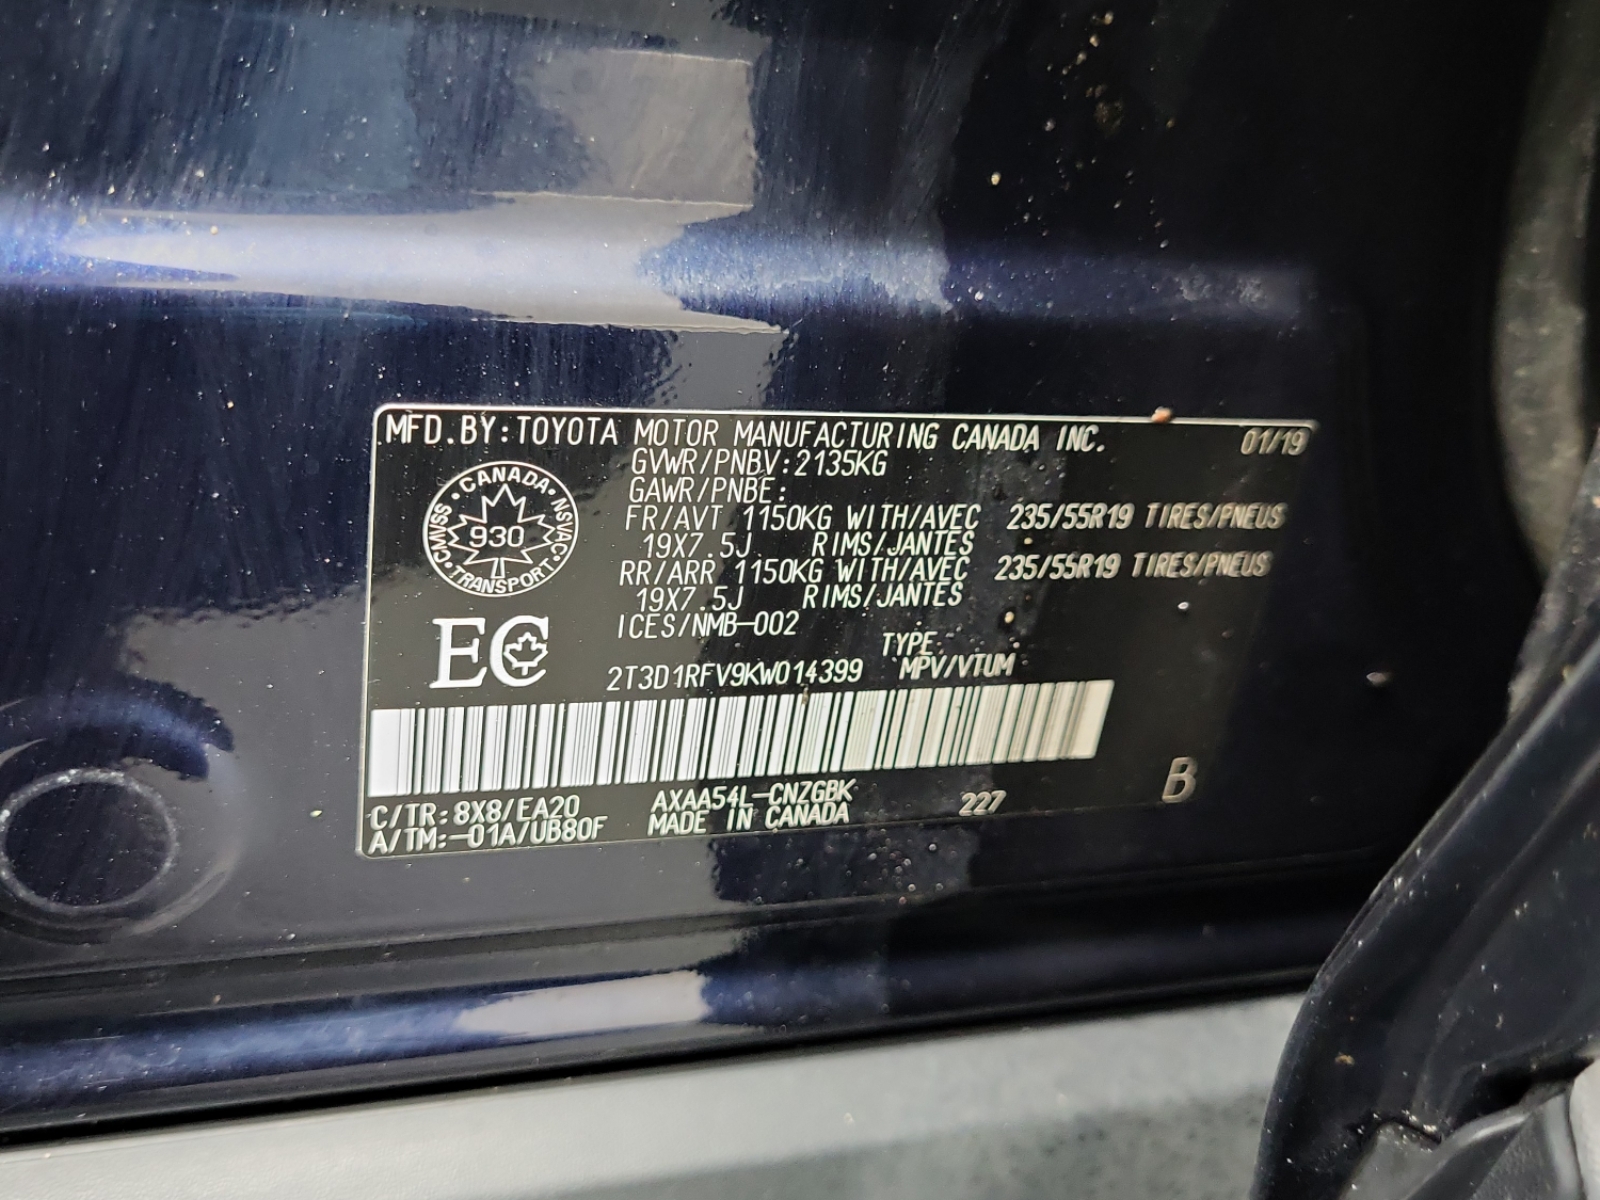 MFD.BY:TOYOTA MOTOR MANUFACTURING CANADA INC. 01/19
GVWR/PNBV:2135KG
GAWR/PNBE:
FR/AVT 1150KG WITH/AVEC 235/55R19 TIRES/PNEUS
19X7.5J RIMS/JANTES
RR/ARR 1150KG WITH/AVEC 235/55R19 TIRES/PNEUS
19X7.5J RIMS/JANTES
ICES/NMB-002
CANADA · NSVAC · TRANSPORT · CMVSS
930
EC
TYPE
2T3D1RFV9KW014399 MPV/VTUM
C/TR:8X8/EA20 AXAA54L-CNZGBK 227 B
A/TM:-01A/UB80F MADE IN CANADA